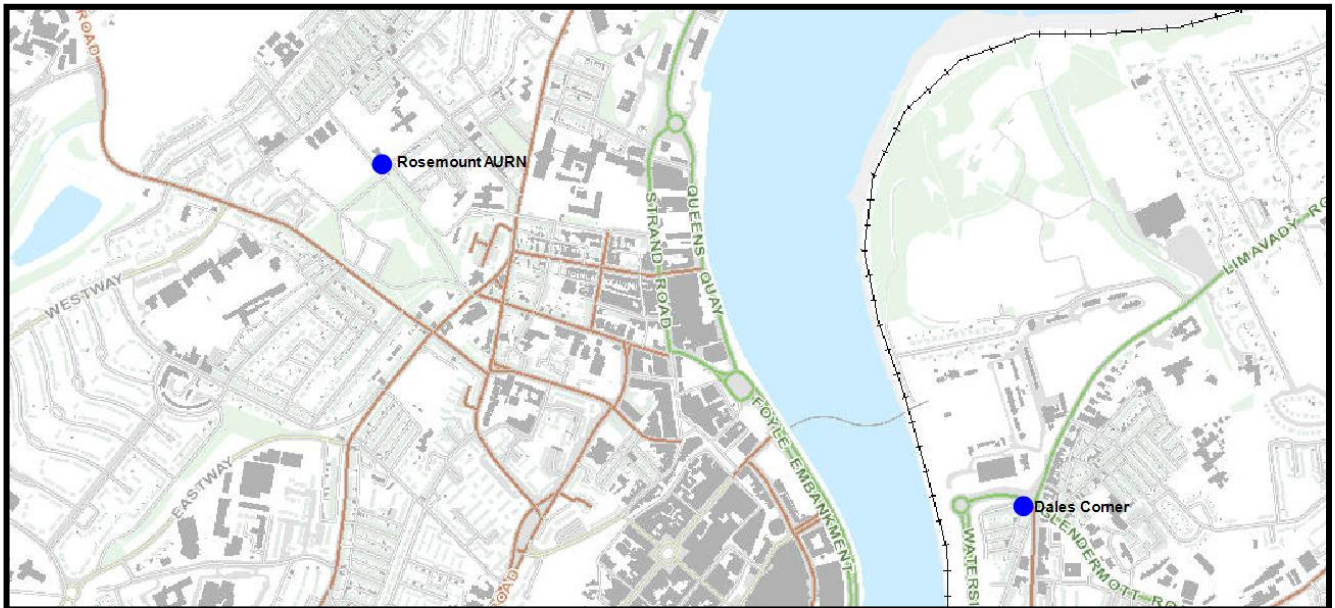 ROAD
Rosemount AURN
STRAND ROAD
QUEENS QUAY
LIMAVADY RO
WESTWAY
FOYLE EMBANKMENT
EASTWAY
Dales Corner
GLENDERMOTT RO
WATERSI
ROAD